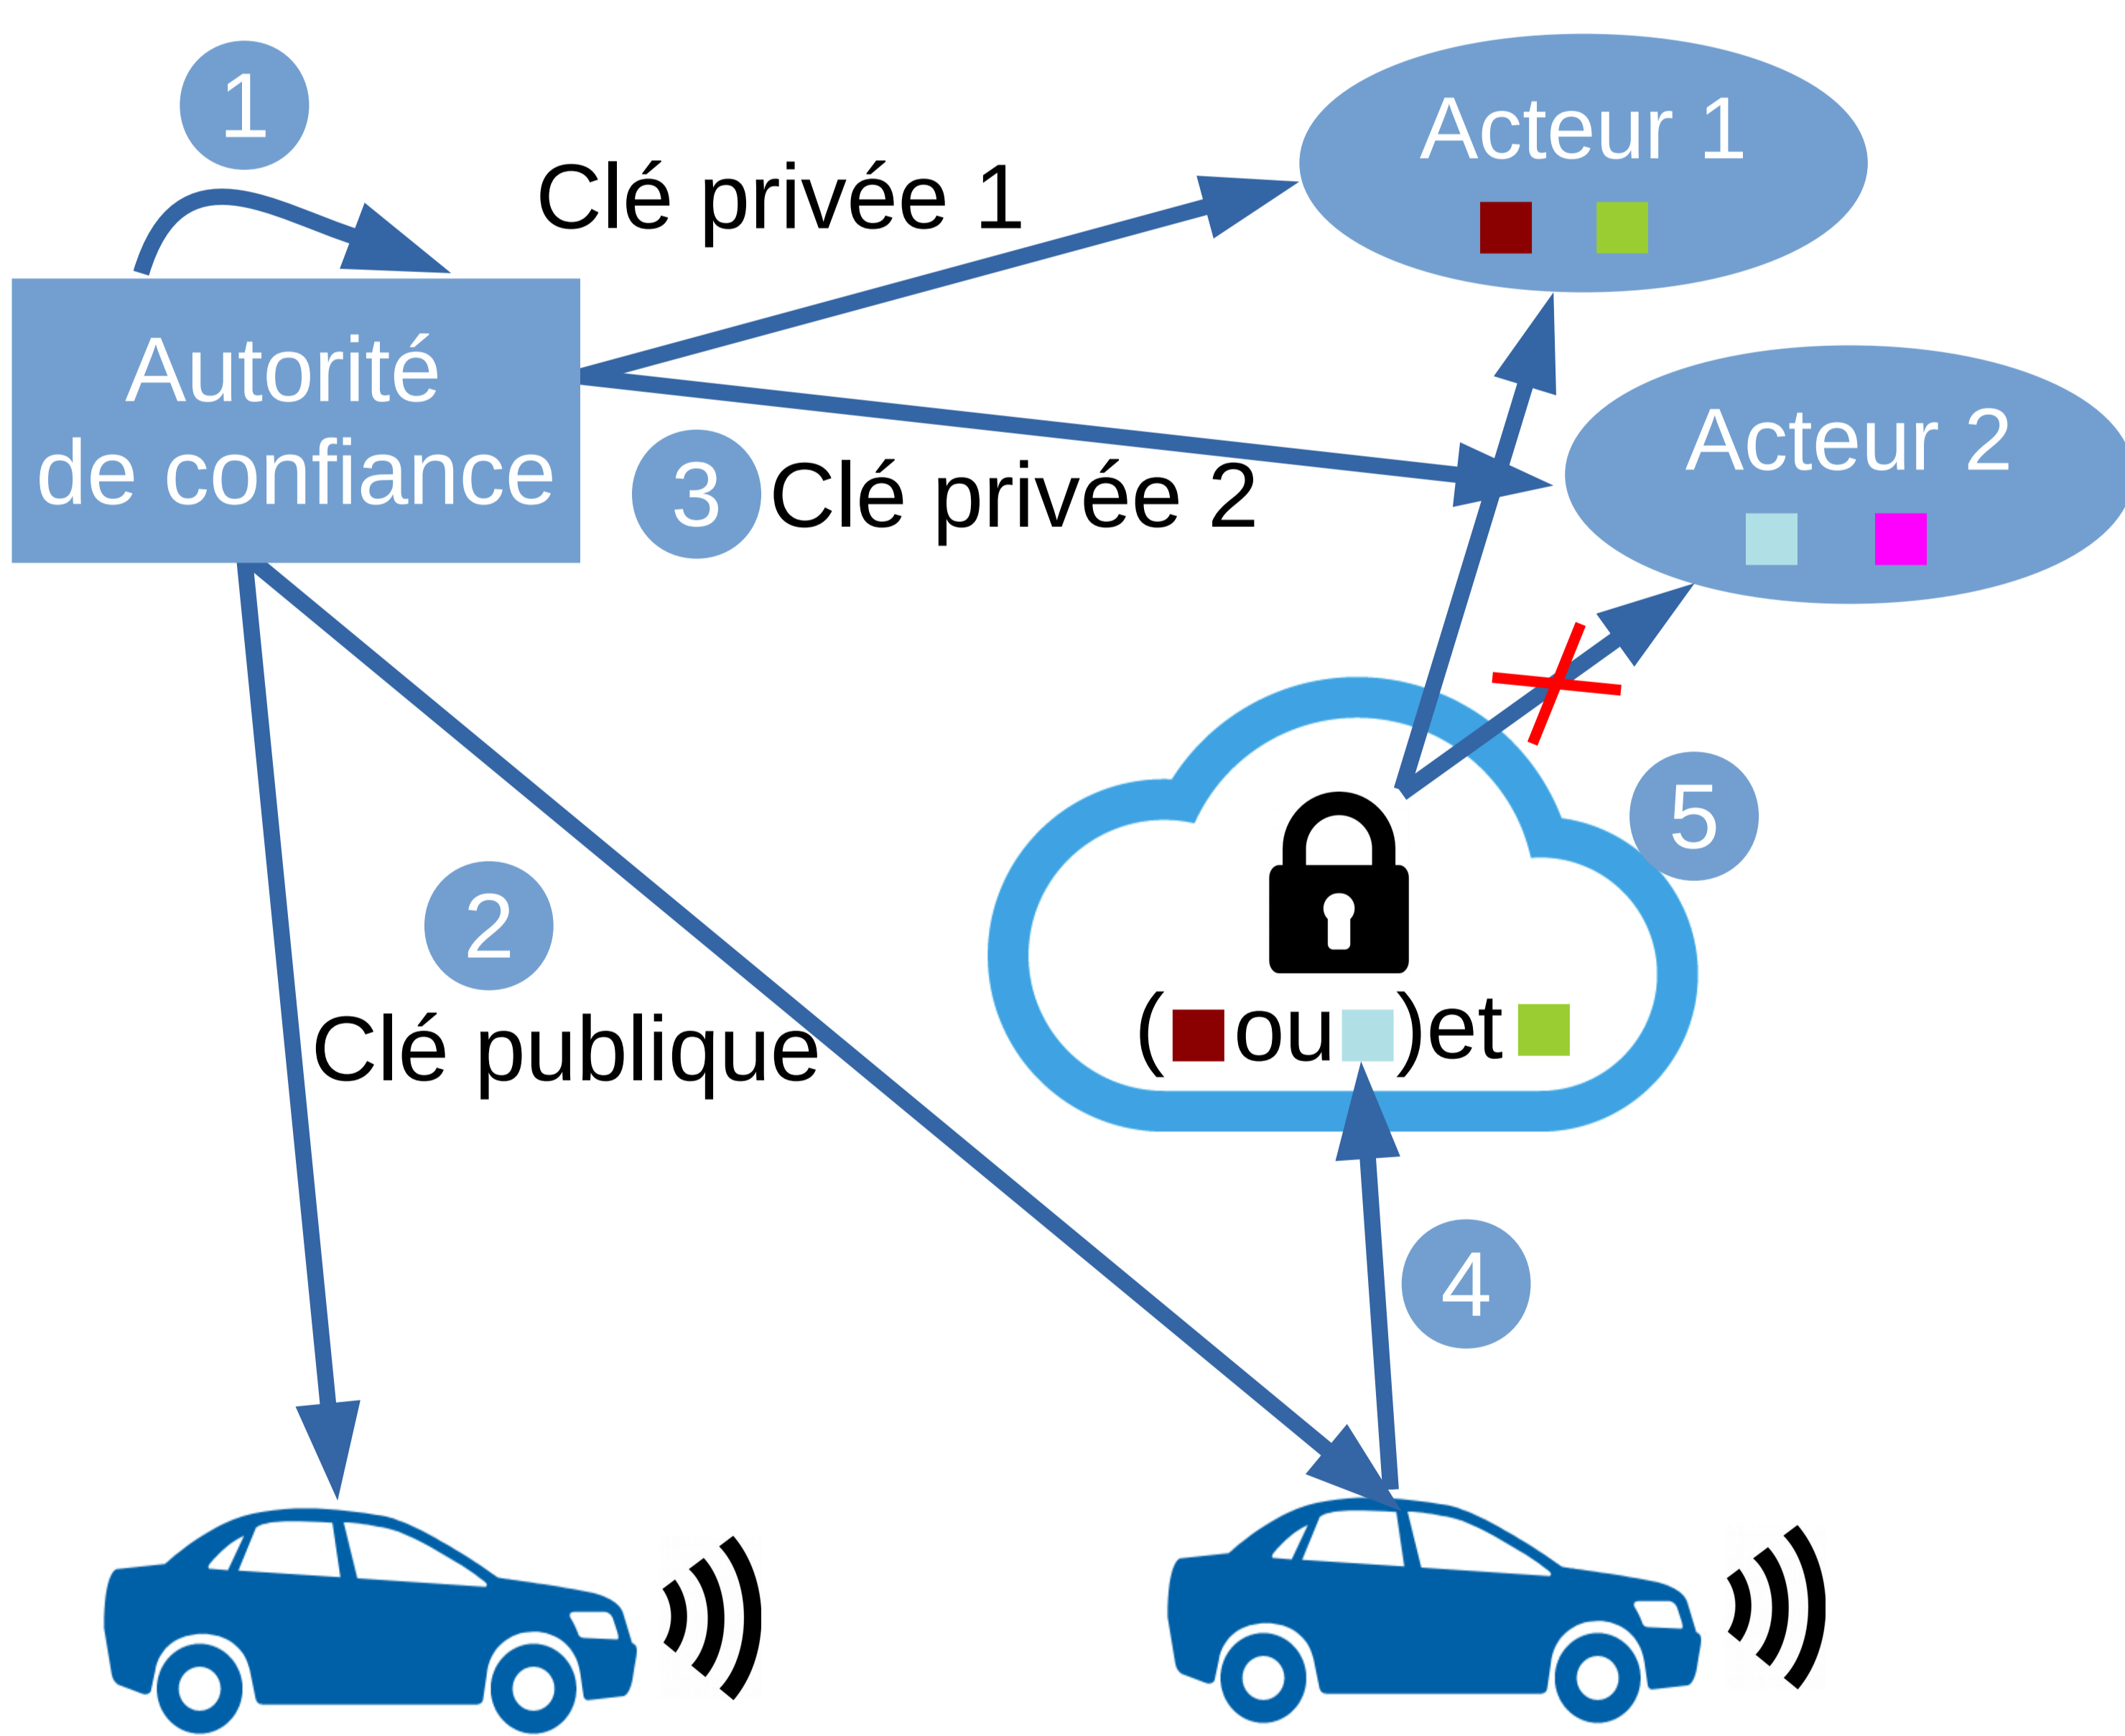 1
Acteur 1
Clé privée 1
Autorité
de confiance
3
Clé privée 2
Acteur 2
5
2
Clé publique
( ou )et
4